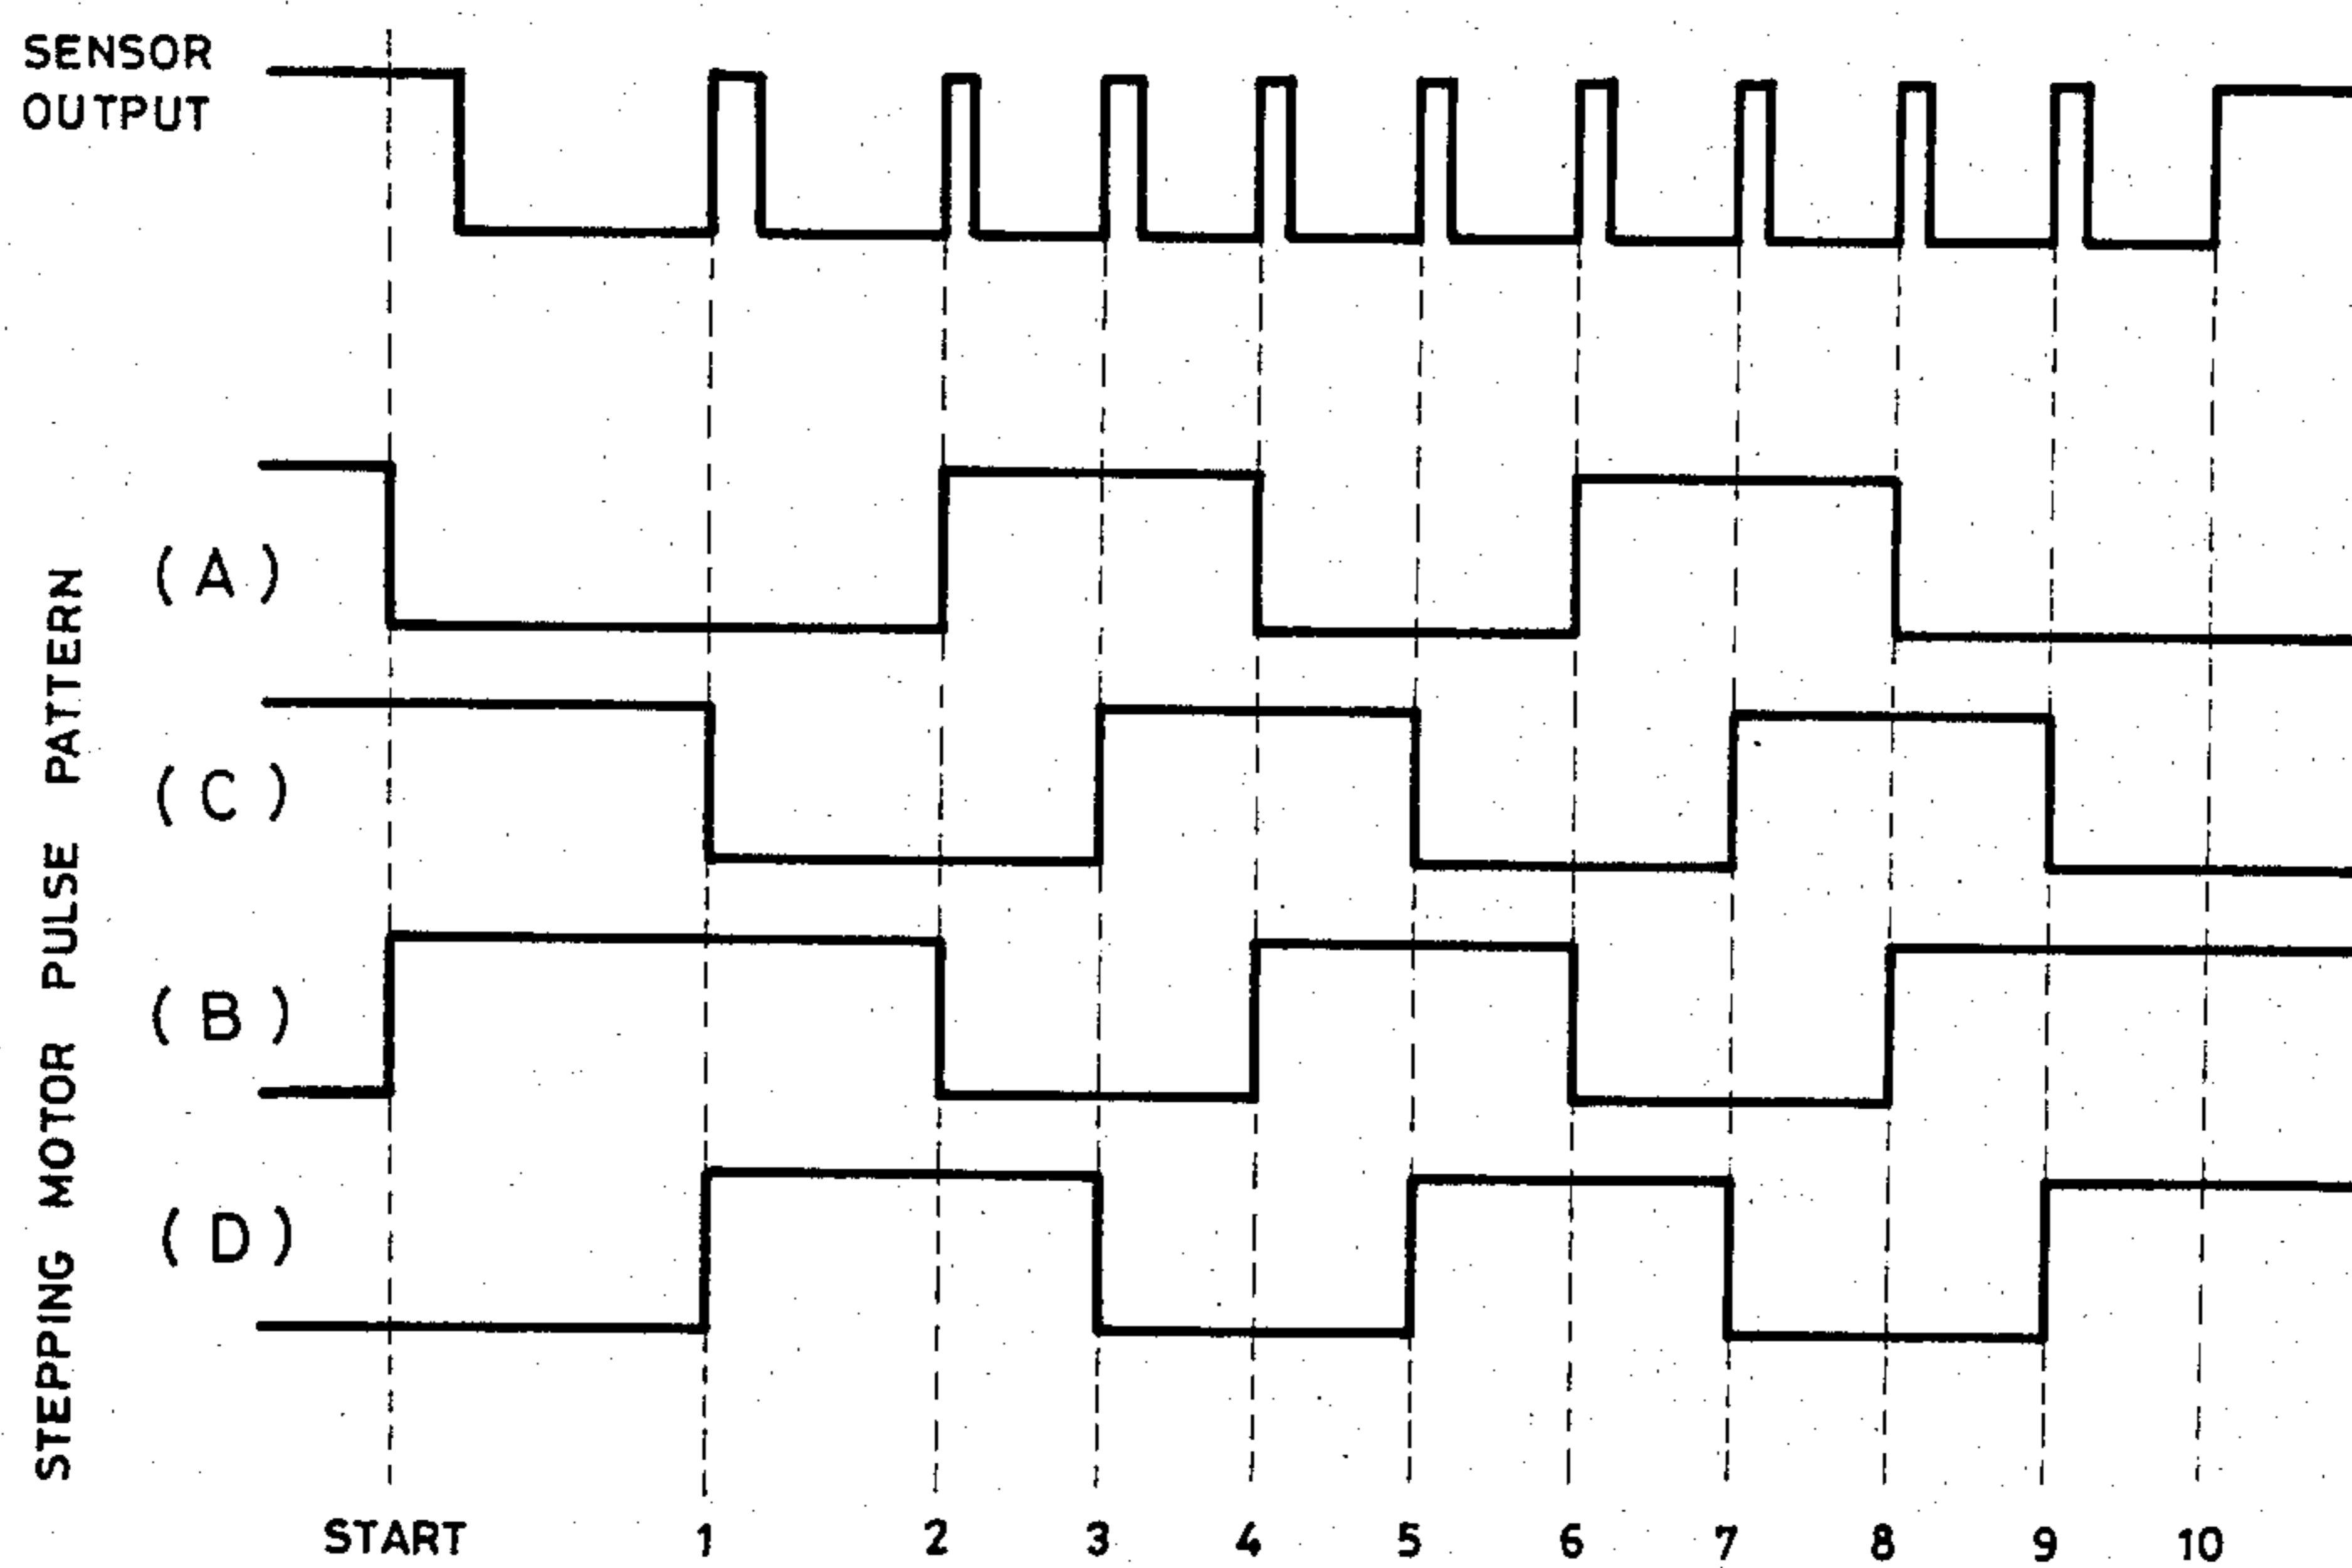 SENSOR
OUTPUT
STEPPING MOTOR PULSE PATTERN
(A)
(C)
(B)
(D)
START 1 2 3 4 5 6 7 8 9 10